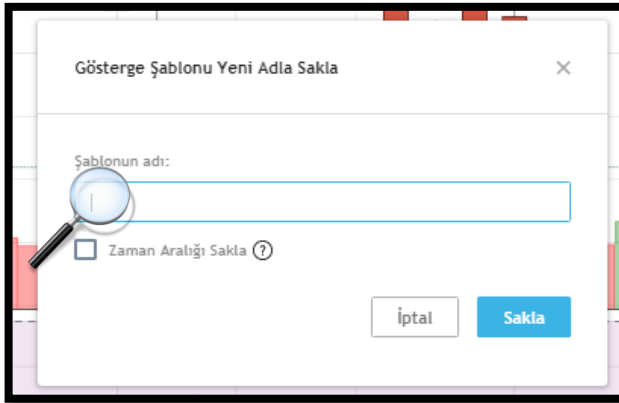 Gösterge Şablonu Yeni Adla Sakla
Şablonun adı:
Zaman Aralığı Sakla ?
İptal
Sakla